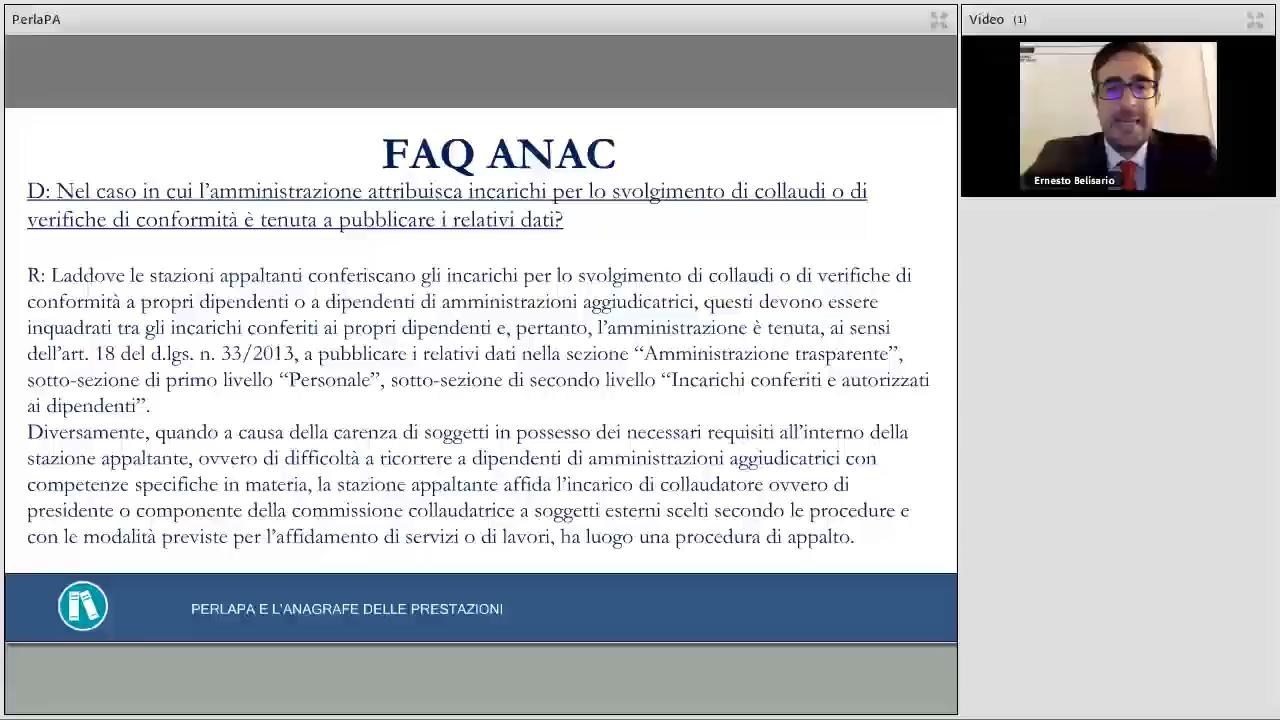 PerlaPA
FAQ ANAC
D: Nel caso in cui l'amministrazione atttribuisca incarichi per lo svolgimento di collaudi o di
verifiche di conformità è tenuta a pubblicare i relativi dati?
R: Laddove le stazioni appaltanti conferiscano gli incarichi per lo svolgimento di collaudi o di verifiche di
conformità a propri dipendenti o a dipendenti di amministrazioni aggiudicatrici, questi devono essere
inquadrati tra gli incarichi conferiti ai propri dipendenti e, pertanto, l'amministrazione è tenuta, ai sensi
dell'art. 18 del d.lgs. n. 33/2013, a pubblicare i relativi dati nella sezione “Amministrazione trasparente”,
sotto-sezione di primo livello “Personale”, sotto-sezione di secondo livello “Incarichi conferiti e autorizzati
ai dipendenti”.
Diversamente, quando a causa della carenza di soggetti in possesso dei necessari requisiti all'interno della
stazione appaltante, ovvero di difficoltà a ricorrere a dipendenti di amministrazioni aggiudicatrici con
competenze specifiche in materia, la stazione appaltante affida l'incarico di collaudatore ovvero di
presidente o componente della commissione collaudatrice a soggetti esterni scelti secondo le procedure e
con le modalità previste per l'affidamento di servizi o di lavori, ha luogo una procedura di appalto.
PERLAPA E L'ANAGRAFE DELLE PRESTAZIONI
Video (1)
Ernesto Belisario